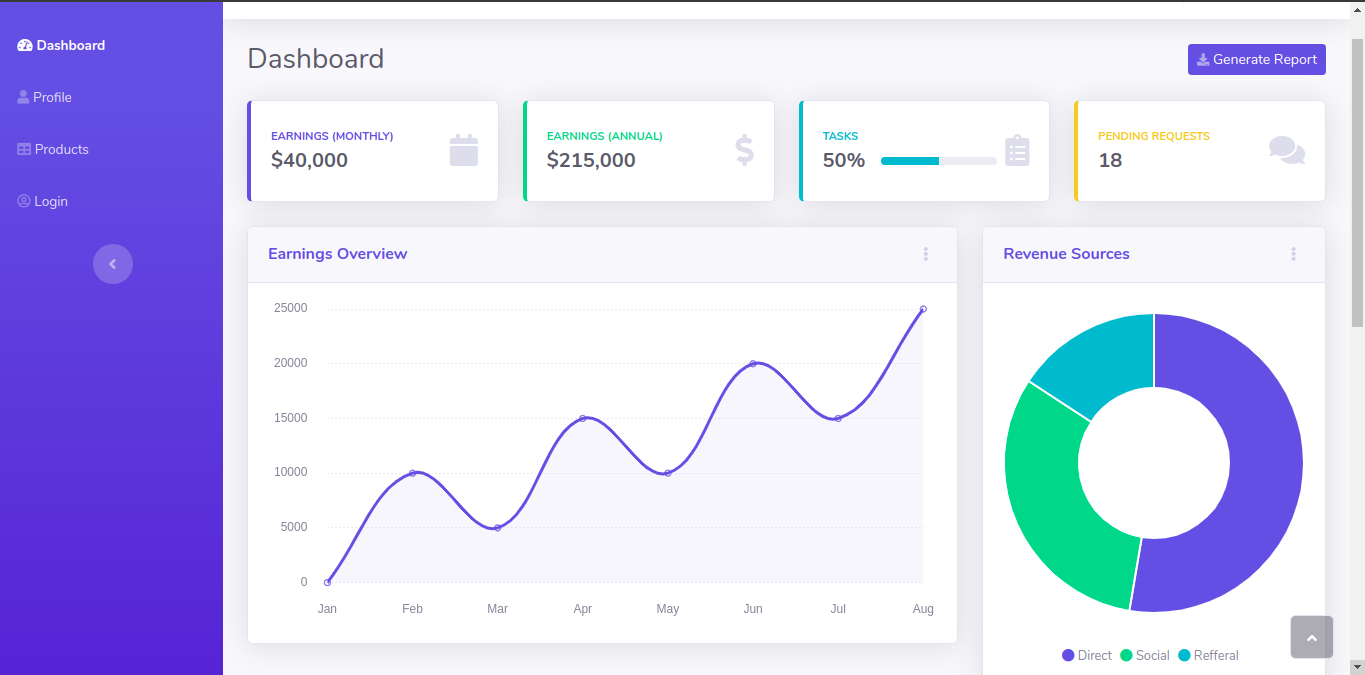 Dashboard
Profile
Products
Login
Dashboard
Generate Report
EARNINGS (MONTHLY)
$40,000
EARNINGS (ANNUAL)
$215,000
TASKS
50%
PENDING REQUESTS
18
Earnings Overview
25000
20000
15000
10000
5000
0
Jan Feb Mar Apr May Jun Jul Aug
Revenue Sources
Direct Social Refferal